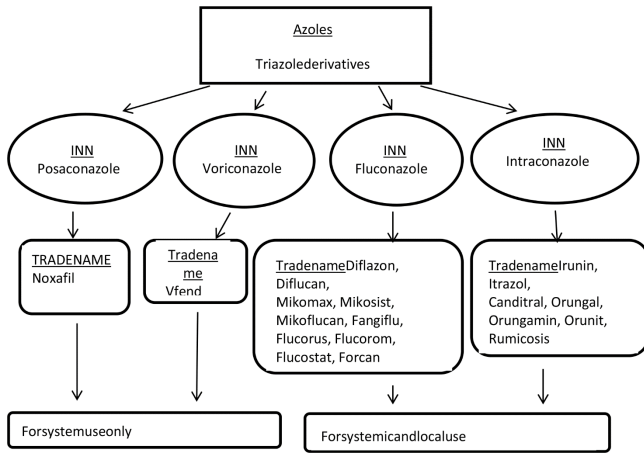 Azoles
Triazolederivatives
INN
Posaconazole
INN
Voriconazole
INN
Fluconazole
INN
Intraconazole
TRADENAME
Noxafil
Tradena
me
Vfend
TradenameDiflazon,
Diflucan,
Mikomax, Mikosist,
Mikoflucan, Fangiflu,
Flucorus, Flucorom,
Flucostat, Forcan
TradenameIrunin,
Itrazol,
Canditral, Orungal,
Orungamin, Orunit,
Rumicosis
Forsystemuseonly
Forsystemicandlocaluse